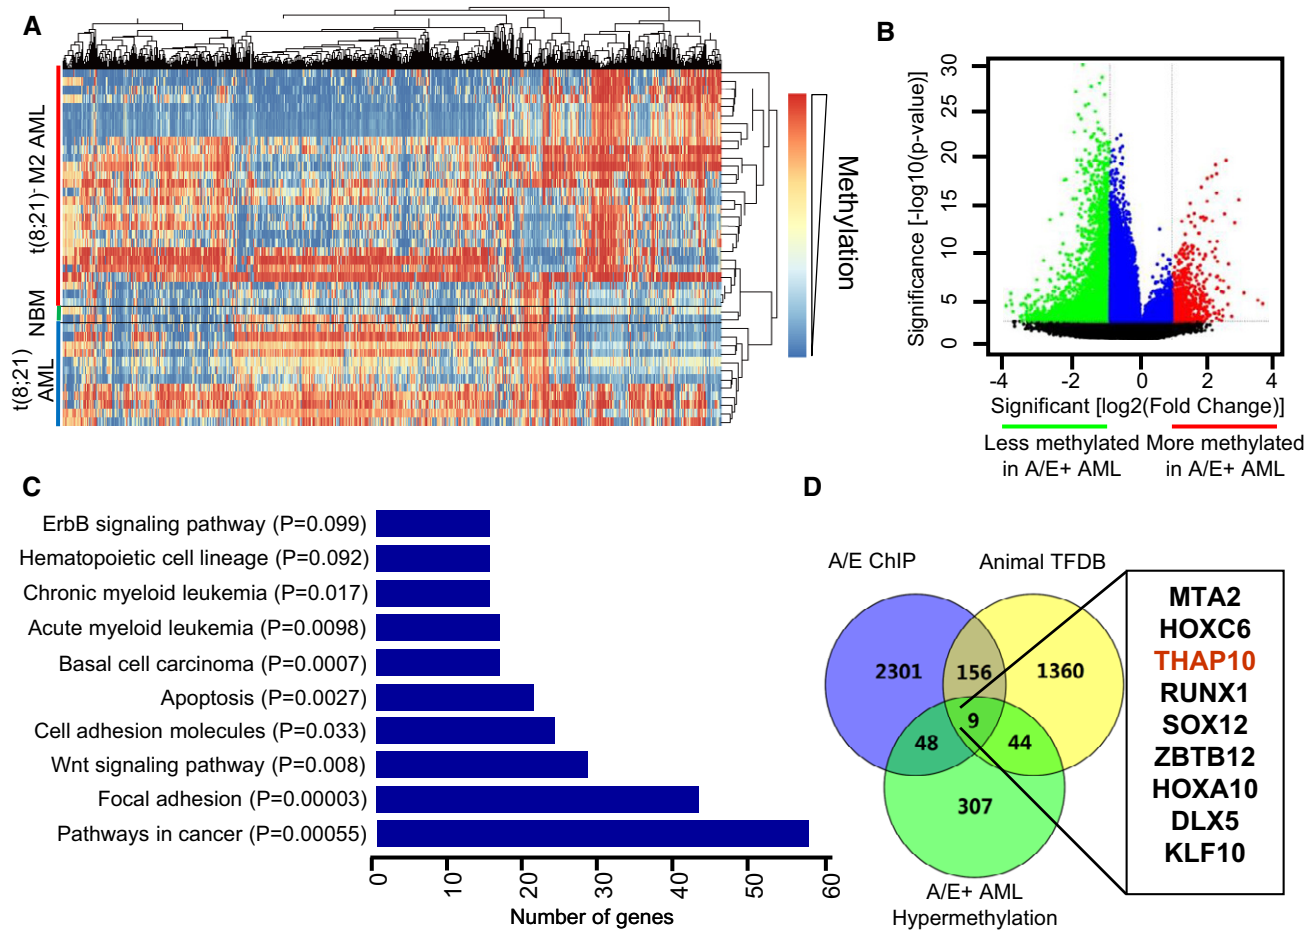 A
t(8;21)- M2 AML
NBM
t(8;21)
AML
Methylation
B
Significance [-log10(p-value)]
30
25
20
15
10
5
0
-4 -2 0 2 4
Significant [log2(Fold Change)]
Less methylated
in A/E+ AML
More methylated
in A/E+ AML
C
ErbB signaling pathway (P=0.099)
Hematopoietic cell lineage (P=0.092)
Chronic myeloid leukemia (P=0.017)
Acute myeloid leukemia (P=0.0098)
Basal cell carcinoma (P=0.0007)
Apoptosis (P=0.0027)
Cell adhesion molecules (P=0.033)
Wnt signaling pathway (P=0.008)
Focal adhesion (P=0.00003)
Pathways in cancer (P=0.00055)
0 10 20 30 40 50 60
Number of genes
D
A/E ChIP
Animal TFDB
2301
156
1360
9
48
44
307
A/E+ AML
Hypermethylation
MTA2
HOXC6
THAP10
RUNX1
SOX12
ZBTB12
HOXA10
DLX5
KLF10